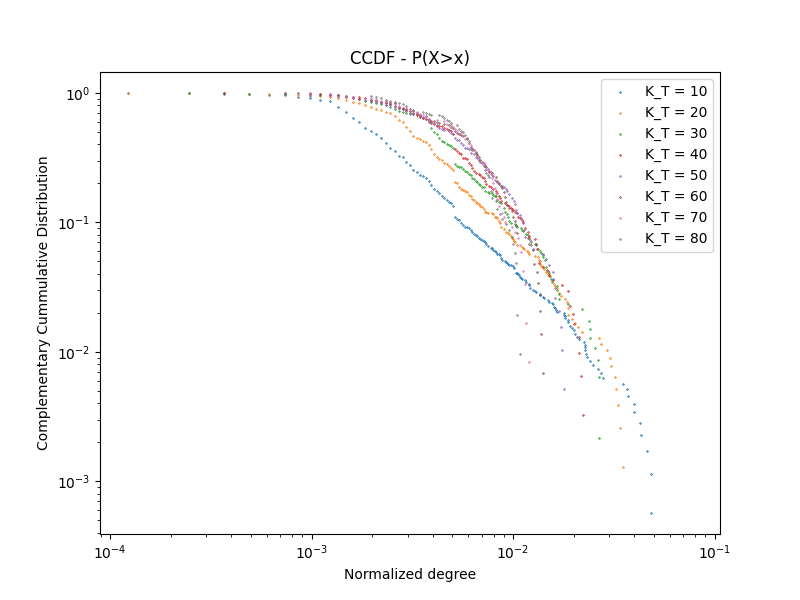 CCDF - P(X>x)
Complementary Cummulative Distribution
10⁰
10⁻¹
10⁻²
10⁻³
K_T = 10
K_T = 20
K_T = 30
K_T = 40
K_T = 50
K_T = 60
K_T = 70
K_T = 80
10⁻⁴
10⁻³
10⁻²
10⁻¹
Normalized degree